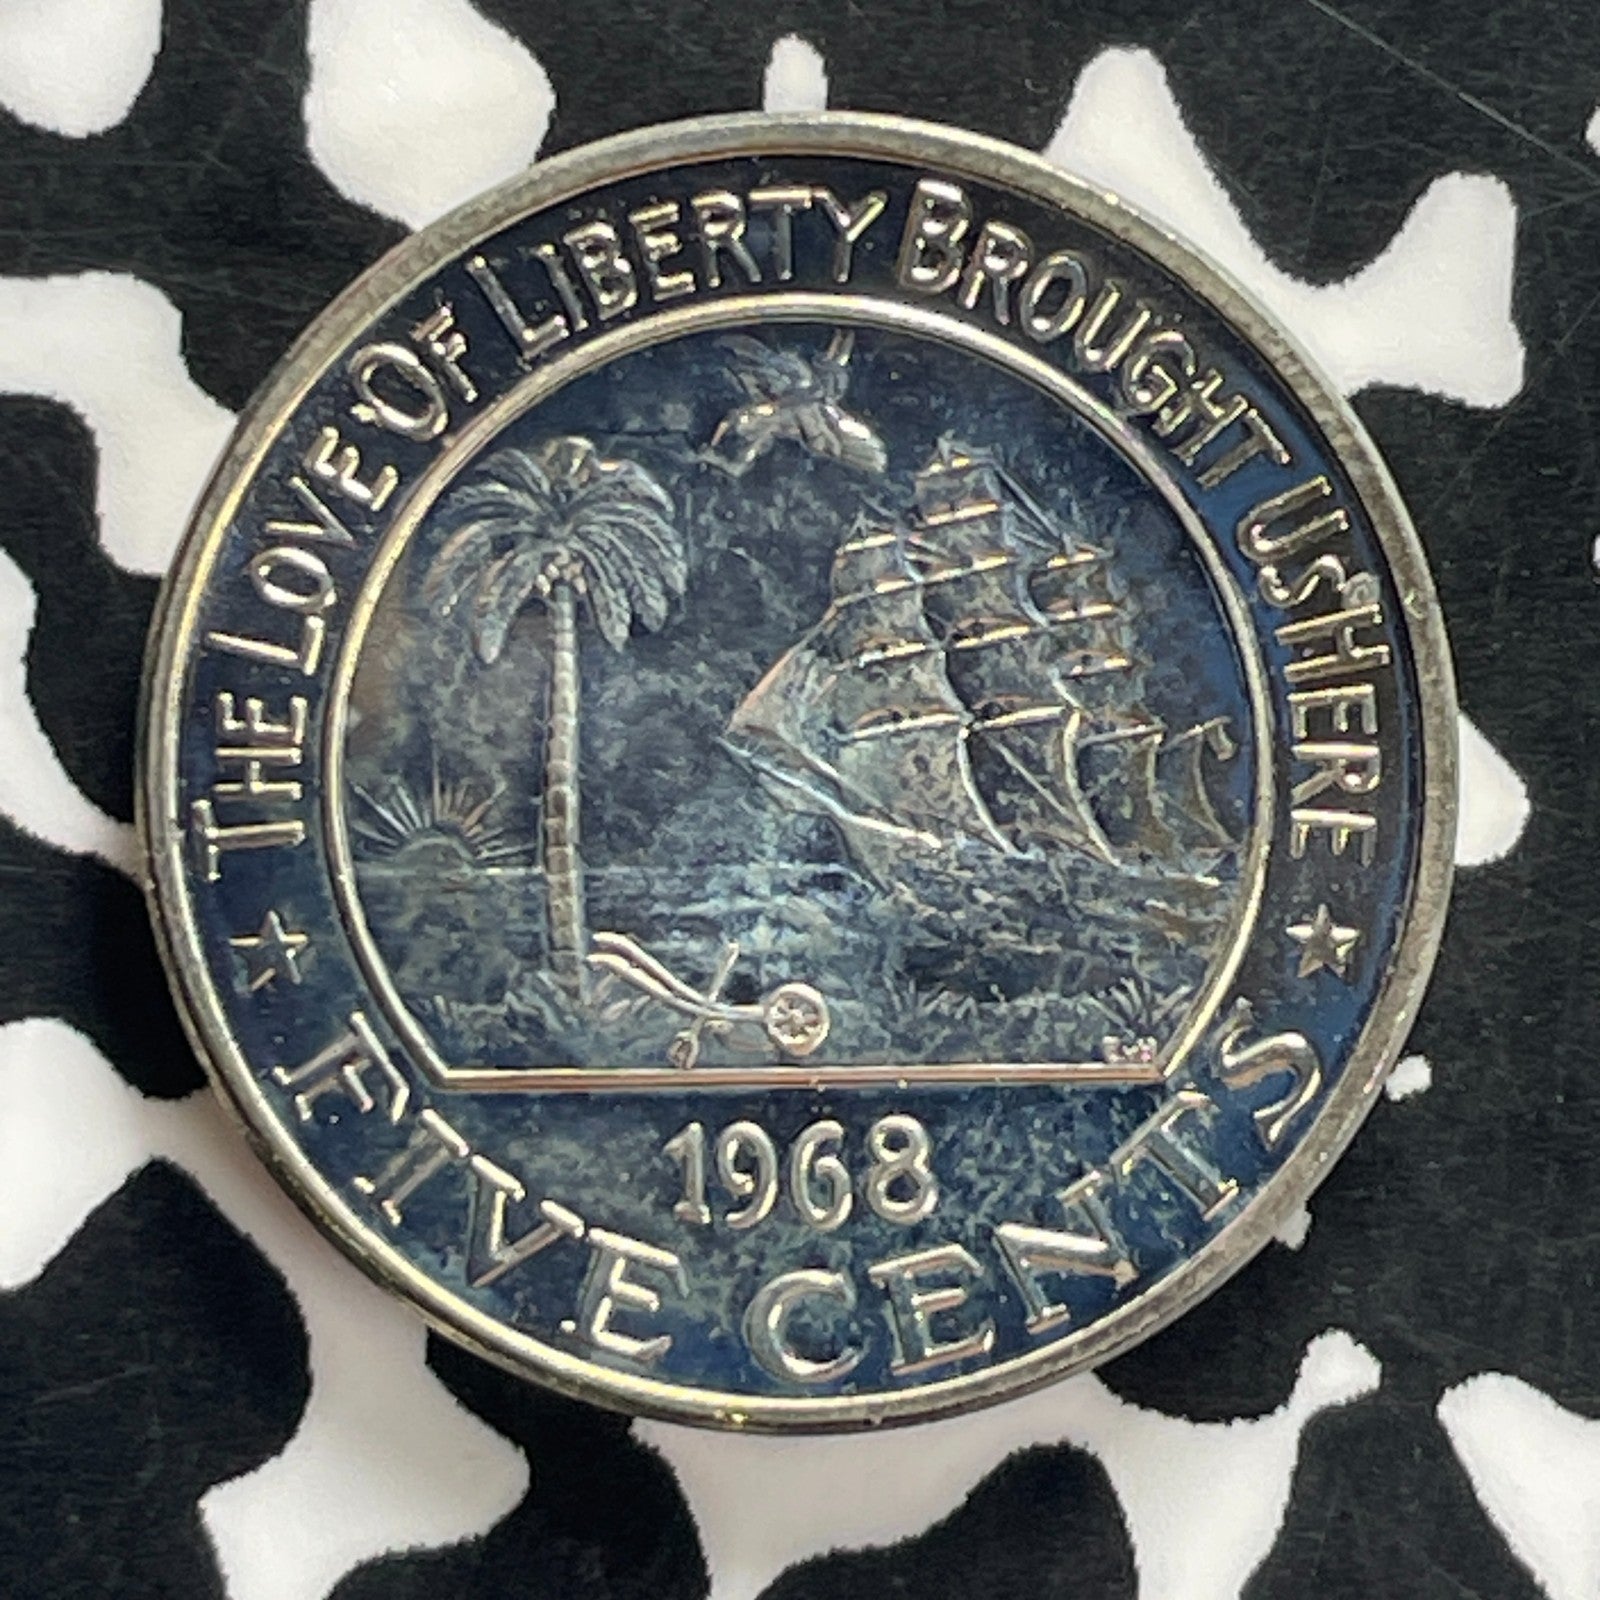 THE LOVE OF LIBERTY BROUGHT US HERE
1968
FIVE CENTS